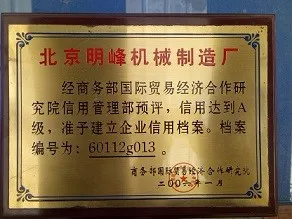 北京明峰机械制造厂
经商务部国际贸易经济合作研
究院信用管理部预评，信用达到A
级，准予建立企业信用档案。档案
编号为：60112g013 。
商务部国际贸易经济合作研究院